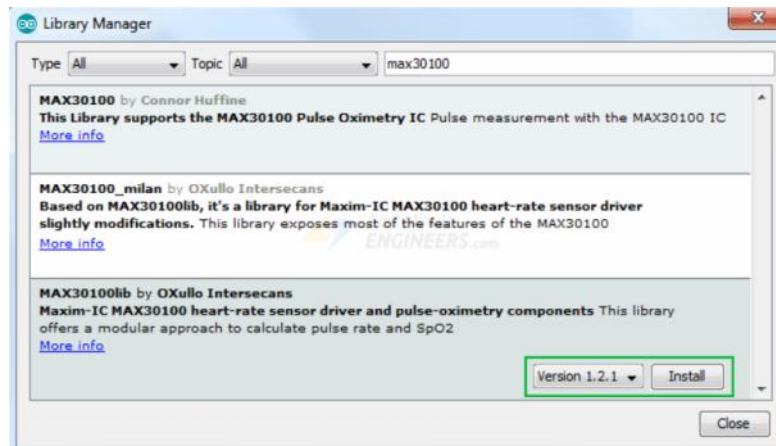 Library Manager
Type All Topic All max30100
MAX30100 by Connor Huffine
This Library supports the MAX30100 Pulse Oximetry IC Pulse measurement with the MAX30100 IC
More info
MAX30100_milan by OXullo Intersecans
Based on MAX30100lib, it's a library for Maxim-IC MAX30100 heart-rate sensor driver
slightly modifications. This library exposes most of the features of the MAX30100
More info
ENGINEERS.com
MAX30100lib by OXullo Intersecans
Maxim-IC MAX30100 heart-rate sensor driver and pulse-oximetry components This library
offers a modular approach to calculate pulse rate and SpO2
More info
Version 1.2.1 Install
Close